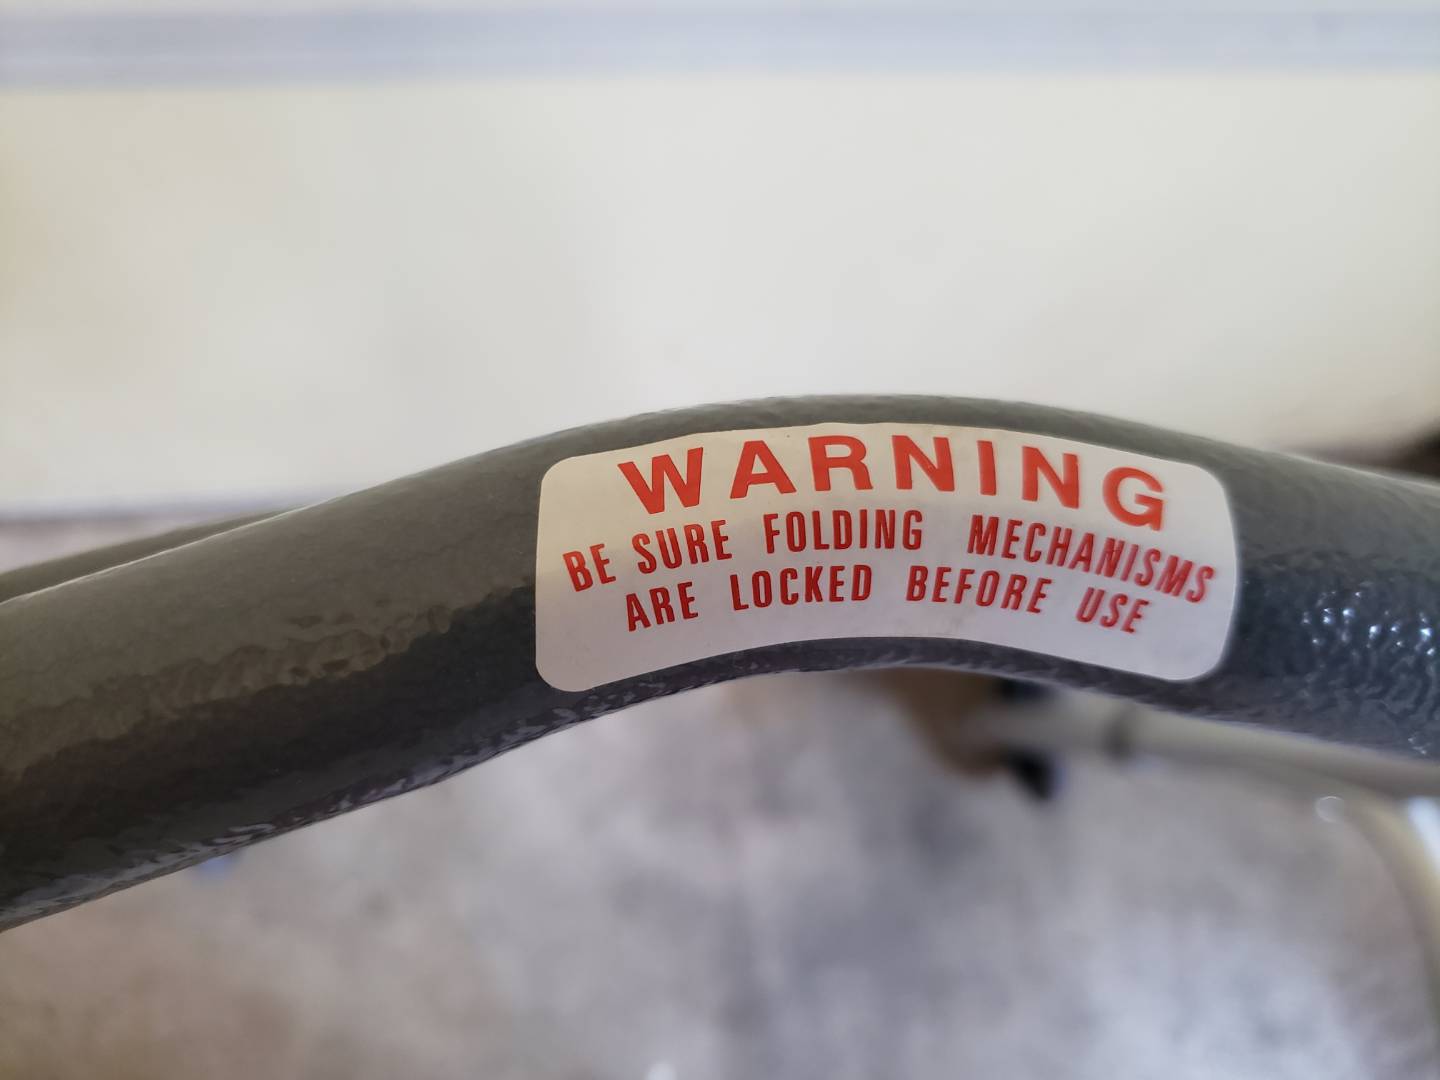 WARNING
BE SURE FOLDING MECHANISMS
ARE LOCKED BEFORE USE